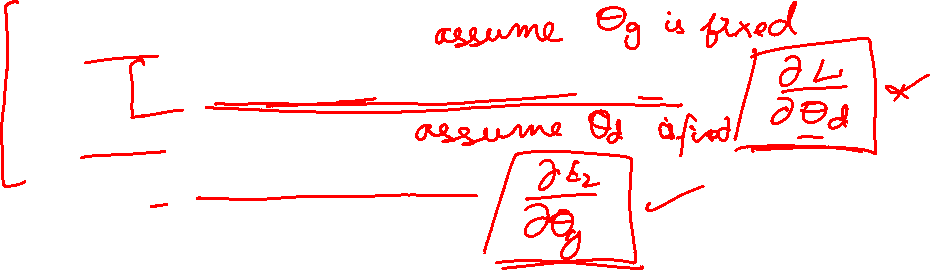 assume θg is fixed
∂L/∂θd
assume θd is fixed
∂L2/∂θg